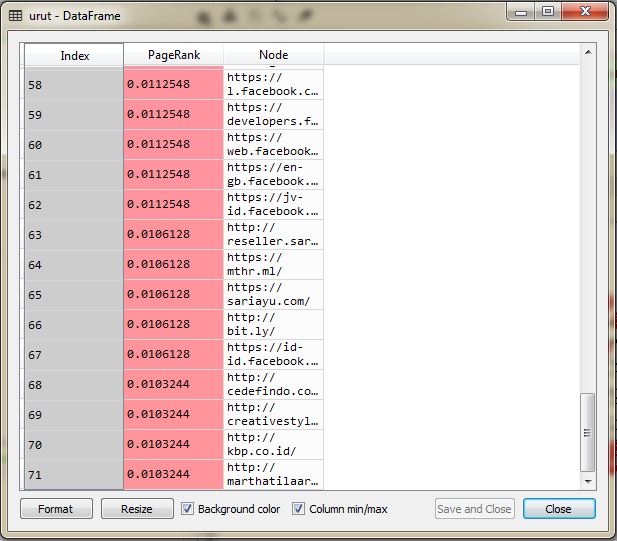 urut - DataFrame
Index PageRank Node
58 0.0112548 https://
l.facebook.c...
59 0.0112548 https://
developers.f...
60 0.0112548 https://
web.facebook...
61 0.0112548 https://en-
gb.facebook....
62 0.0112548 https://jv-
id.facebook....
63 0.0106128 http://
reseller.sar...
64 0.0106128 https://
mthr.ml/
65 0.0106128 https://
sariayu.com/
66 0.0106128 http://
bit.ly/
67 0.0106128 https://id-
id.facebook....
68 0.0103244 http://
cedefindo.co...
69 0.0103244 http://
creativestyl...
70 0.0103244 http://
kbp.co.id/
71 0.0103244 http://
marthatilaar...
Format Resize Background color Column min/max Save and Close Close